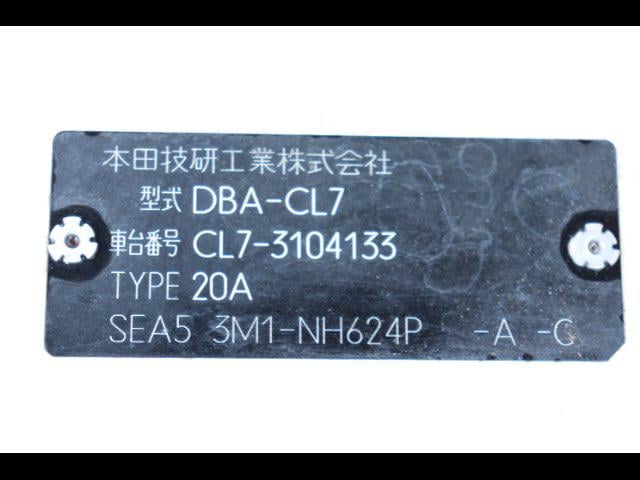 本田技研工業株式会社
型式 DBA-CL7
車台番号 CL7-3104133
TYPE 20A
SEA5 3M1-NH624P -A -C